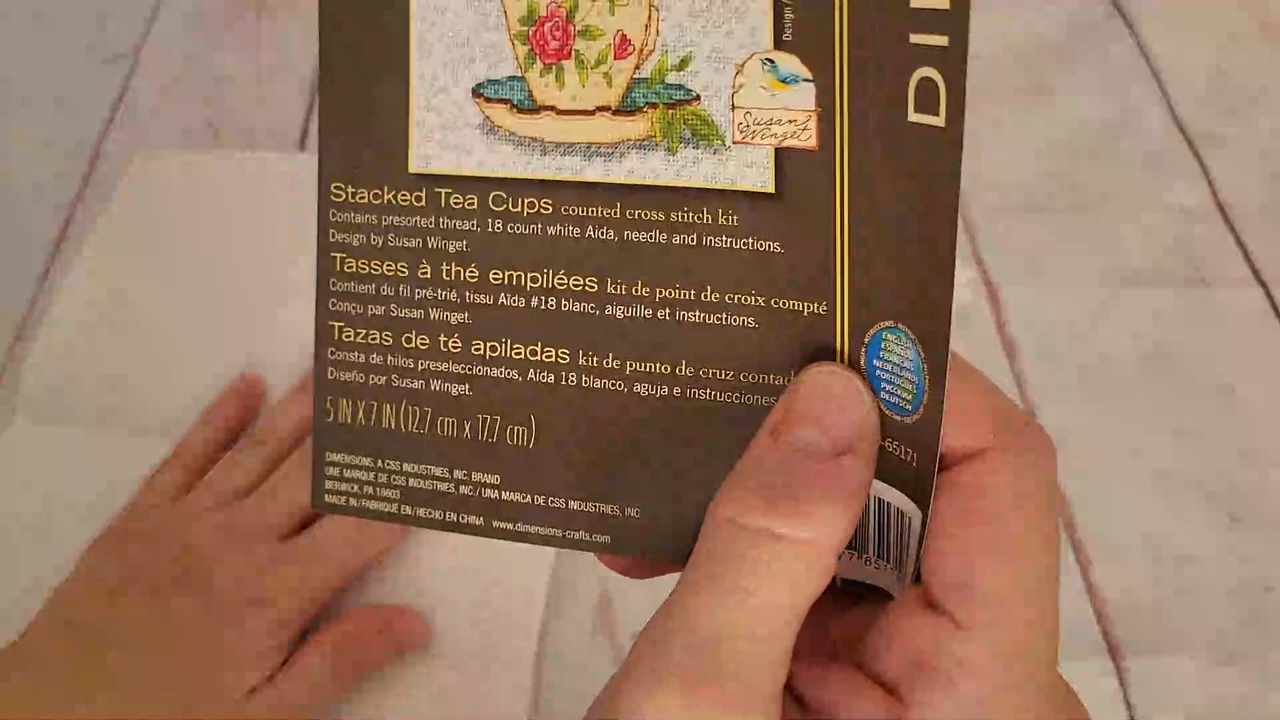 Design
Susan
Winget
DI
Stacked Tea Cups counted cross stitch kit
Contains presorted thread, 18 count white Aida, needle and instructions.
Design by Susan Winget.
Tasses à thé empilées kit de point de croix compté
Contient du fil pré-trié, tissu Aïda #18 blanc, aiguille et instructions.
Conçu par Susan Winget.
Tazas de té apiladas kit de punto de cruz contad
Consta de hilos preseleccionados, Aída 18 blanco, aguja e instrucciones
Diseño por Susan Winget.
5 IN X 7 IN (12.7 cm x 17.7 cm)
DIMENSIONS, A CSS INDUSTRIES, INC. BRAND
UNE MARQUE DE CSS INDUSTRIES, INC./ UNA MARCA DE CSS INDUSTRIES, INC
BERWICK, PA 18603
MADE IN/FABRIQUÉ EN/HECHO EN CHINA www.dimensions-crafts.com
ENGLISH
ESPAÑOL
FRANÇAIS
NEDERLANDS
PORTUGUÊS
РУССКИЙ
DEUTSCH
-65171